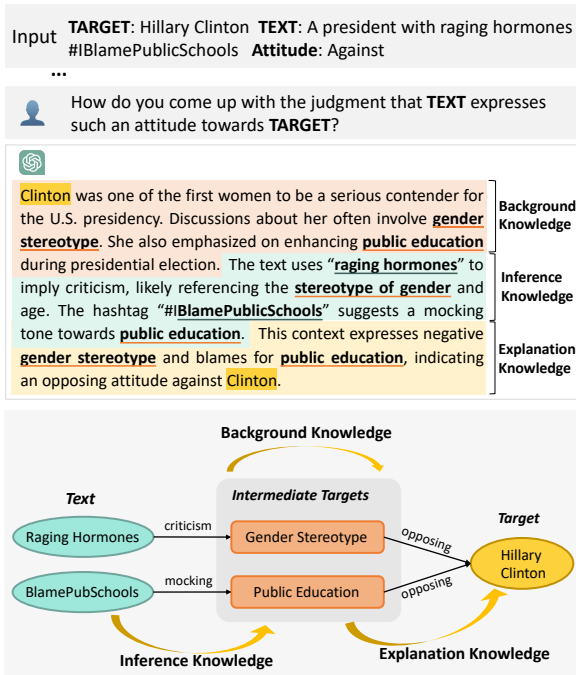 Input TARGET: Hillary Clinton TEXT: A president with raging hormones
#IBlamePublicSchools Attitude: Against
...
How do you come up with the judgment that TEXT expresses
such an attitude towards TARGET?
Clinton was one of the first women to be a serious contender for
the U.S. presidency. Discussions about her often involve gender
stereotype. She also emphasized on enhancing public education
during presidential election. The text uses “raging hormones” to
imply criticism, likely referencing the stereotype of gender and
age. The hashtag “#IBlamePublicSchools” suggests a mocking
tone towards public education. This context expresses negative
gender stereotype and blames for public education, indicating
an opposing attitude against Clinton.
Background
Knowledge
Inference
Knowledge
Explanation
Knowledge
Background Knowledge
Text
Intermediate Targets
Target
Raging Hormones
criticism
Gender Stereotype
opposing
Hillary
Clinton
BlamePubSchools
mocking
Public Education
opposing
Inference Knowledge
Explanation Knowledge